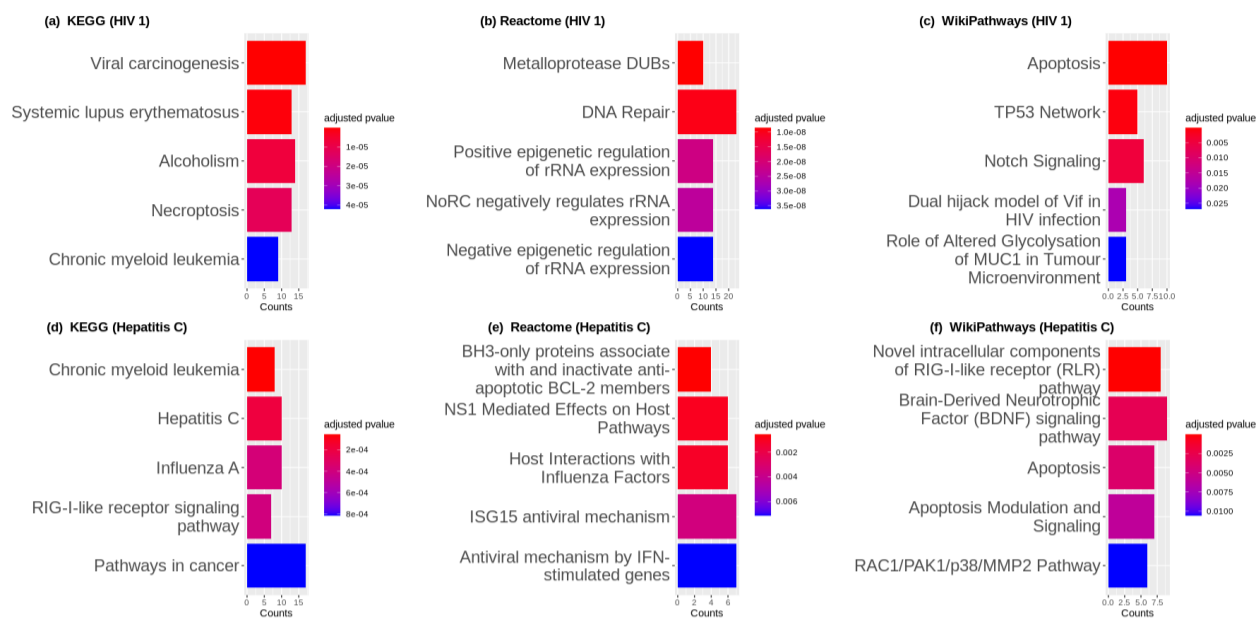 (a) KEGG (HIV 1)
Viral carcinogenesis
Systemic lupus erythematosus
Alcoholism
Necroptosis
Chronic myeloid leukemia
0 5 10 15
Counts
adjusted pvalue
1e-05
2e-05
3e-05
4e-05
(b) Reactome (HIV 1)
Metalloprotease DUBs
DNA Repair
Positive epigenetic regulation
of rRNA expression
NoRC negatively regulates rRNA
expression
Negative epigenetic regulation
of rRNA expression
0 5 10 15 20
Counts
adjusted pvalue
1.0e-08
1.5e-08
2.0e-08
2.5e-08
3.0e-08
3.5e-08
(c) WikiPathways (HIV 1)
Apoptosis
TP53 Network
Notch Signaling
Dual hijack model of Vif in
HIV infection
Role of Altered Glycolysation
of MUC1 in Tumour
Microenvironment
0.0 2.5 5.0 7.5 10.0
Counts
adjusted pvalue
0.005
0.010
0.015
0.020
0.025
(d) KEGG (Hepatitis C)
Chronic myeloid leukemia
Hepatitis C
Influenza A
RIG-I-like receptor signaling
pathway
Pathways in cancer
0 5 10 15
Counts
adjusted pvalue
2e-04
4e-04
6e-04
8e-04
(e) Reactome (Hepatitis C)
BH3-only proteins associate
with and inactivate anti-
apoptotic BCL-2 members
NS1 Mediated Effects on Host
Pathways
Host Interactions with
Influenza Factors
ISG15 antiviral mechanism
Antiviral mechanism by IFN-
stimulated genes
0 2 4 6
Counts
adjusted pvalue
0.002
0.004
0.006
(f) WikiPathways (Hepatitis C)
Novel intracellular components
of RIG-I-like receptor (RLR)
pathway
Brain-Derived Neurotrophic
Factor (BDNF) signaling
pathway
Apoptosis
Apoptosis Modulation and
Signaling
RAC1/PAK1/p38/MMP2 Pathway
0.0 2.5 5.0 7.5
Counts
adjusted pvalue
0.0025
0.0050
0.0075
0.0100